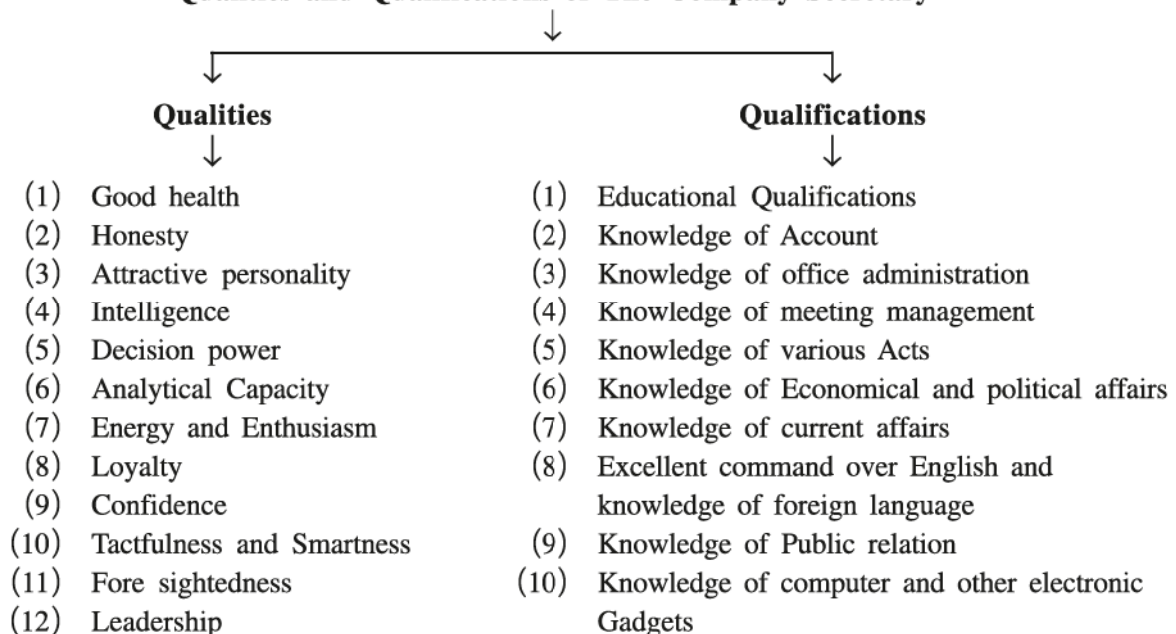 Qualities and Qualifications of The Company Secretary
Qualities
(1) Good health
(2) Honesty
(3) Attractive personality
(4) Intelligence
(5) Decision power
(6) Analytical Capacity
(7) Energy and Enthusiasm
(8) Loyalty
(9) Confidence
(10) Tactfulness and Smartness
(11) Fore sightedness
(12) Leadership
Qualifications
(1) Educational Qualifications
(2) Knowledge of Account
(3) Knowledge of office administration
(4) Knowledge of meeting management
(5) Knowledge of various Acts
(6) Knowledge of Economical and political affairs
(7) Knowledge of current affairs
(8) Excellent command over English and
knowledge of foreign language
(9) Knowledge of Public relation
(10) Knowledge of computer and other electronic
Gadgets